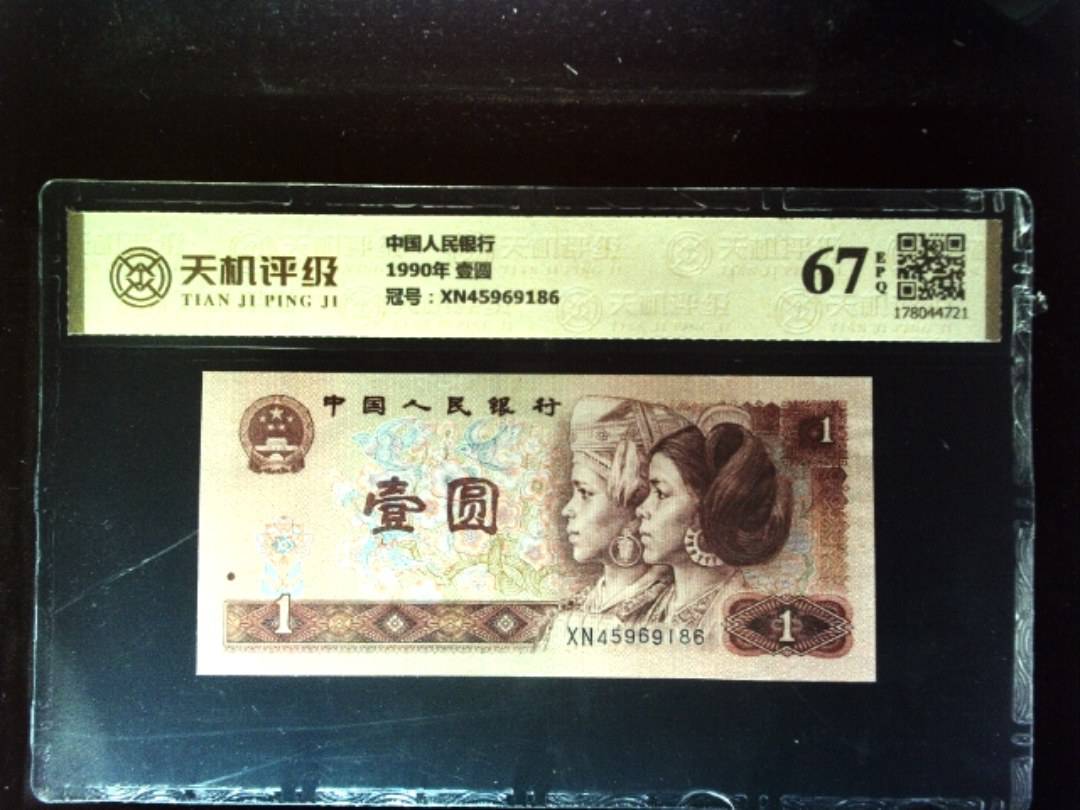 天机评级
TIAN JI PING JI
中国人民银行
1990年 壹圆
冠号：XN45969186
67
EPQ
178044721
中国人民银行
1
壹圆
1
XN45969186
1